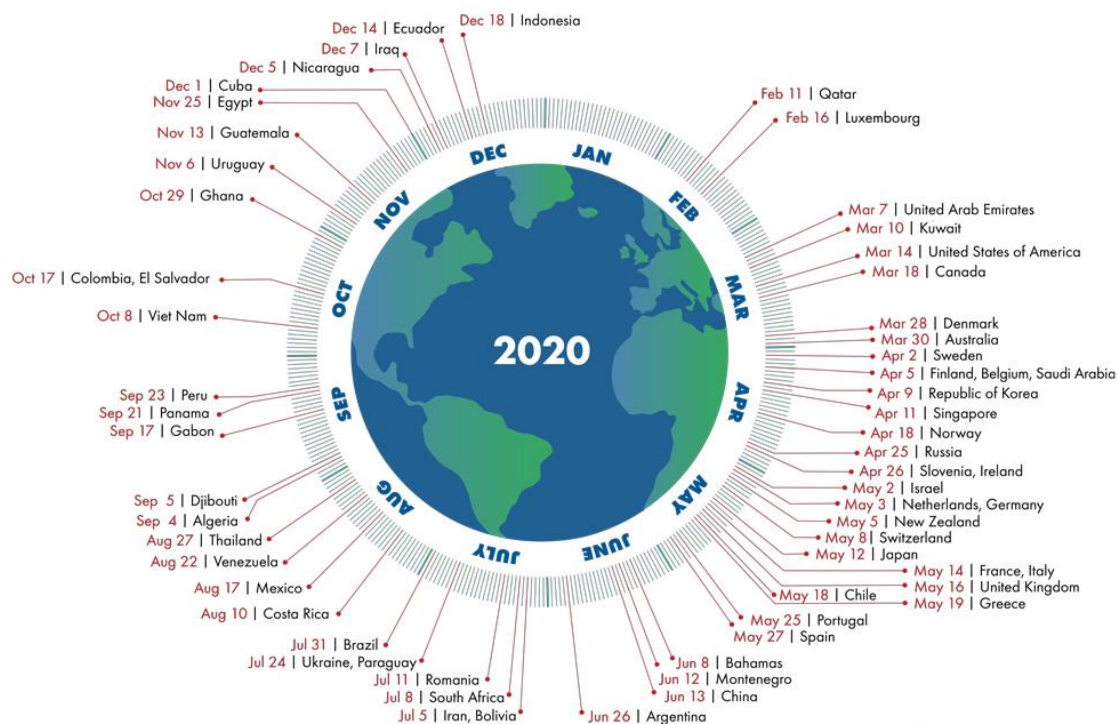 Dec 18 | Indonesia
Dec 14 | Ecuador
Dec 7 | Iraq
Dec 5 | Nicaragua
Dec 1 | Cuba
Nov 25 | Egypt
Nov 13 | Guatemala
Nov 6 | Uruguay
Oct 29 | Ghana
Oct 17 | Colombia, El Salvador
Oct 8 | Viet Nam
Sep 23 | Peru
Sep 21 | Panama
Sep 17 | Gabon
Sep 5 | Djibouti
Sep 4 | Algeria
Aug 27 | Thailand
Aug 22 | Venezuela
Aug 17 | Mexico
Aug 10 | Costa Rica
Jul 31 | Brazil
Jul 24 | Ukraine, Paraguay
Jul 11 | Romania
Jul 8 | South Africa
Jul 5 | Iran, Bolivia
Feb 11 | Qatar
Feb 16 | Luxembourg
Mar 7 | United Arab Emirates
Mar 10 | Kuwait
Mar 14 | United States of America
Mar 18 | Canada
Mar 28 | Denmark
Mar 30 | Australia
Apr 2 | Sweden
Apr 5 | Finland, Belgium, Saudi Arabia
Apr 9 | Republic of Korea
Apr 11 | Singapore
Apr 18 | Norway
Apr 25 | Russia
Apr 26 | Slovenia, Ireland
May 2 | Israel
May 3 | Netherlands, Germany
May 5 | New Zealand
May 8 | Switzerland
May 12 | Japan
May 14 | France, Italy
May 16 | United Kingdom
May 18 | Chile
May 19 | Greece
May 25 | Portugal
May 27 | Spain
Jun 8 | Bahamas
Jun 12 | Montenegro
Jun 13 | China
Jun 26 | Argentina
JAN
FEB
MAR
APR
MAY
JUNE
JULY
AUG
SEP
OCT
NOV
DEC
2020